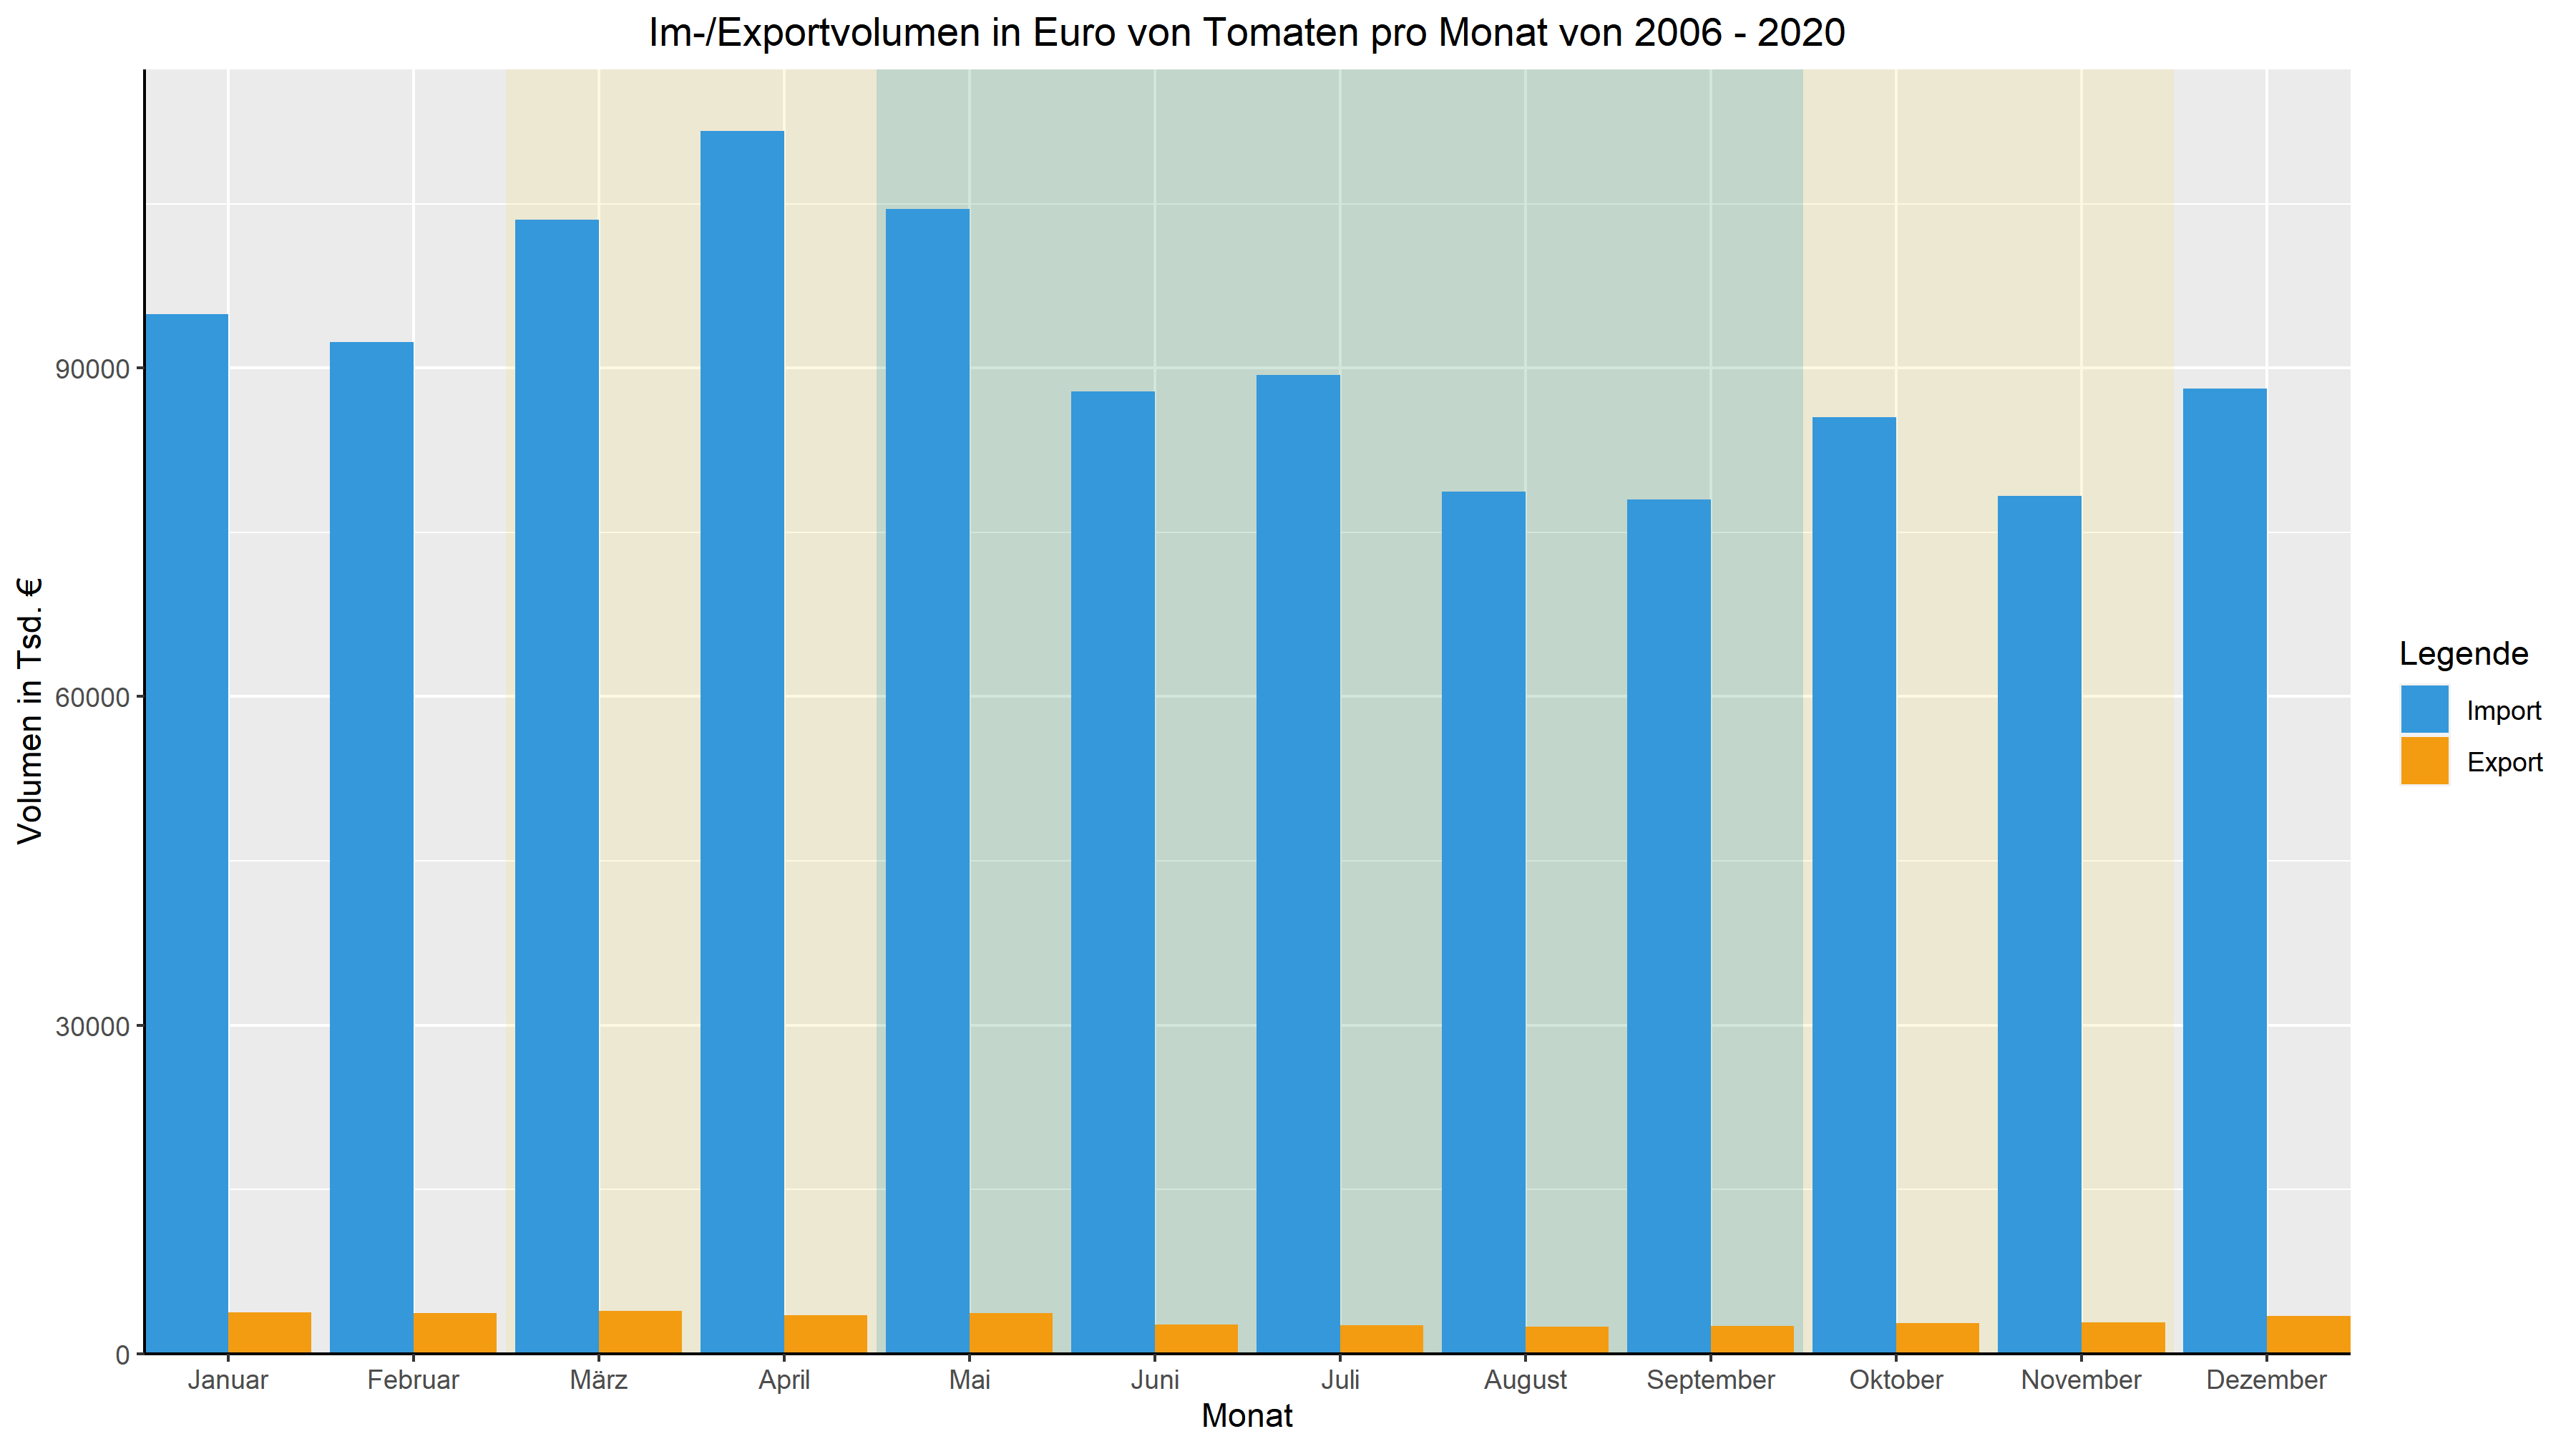 Im-/Exportvolumen in Euro von Tomaten pro Monat von 2006 - 2020
Volumen in Tsd. €
90000
60000
30000
0
Januar Februar März April Mai Juni Juli August September Oktober November Dezember
Monat
Legende
Import
Export